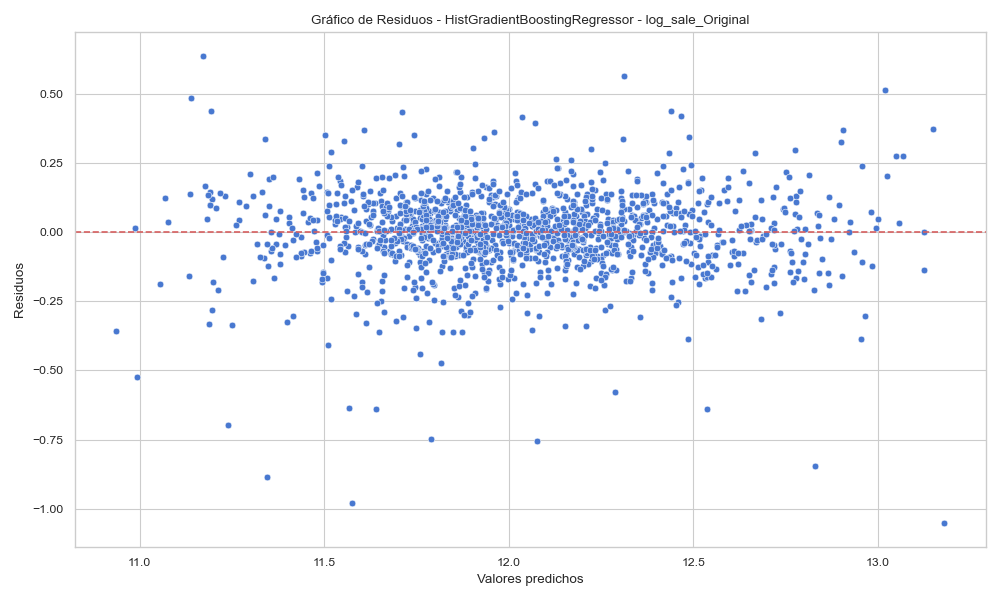 Gráfico de Residuos - HistGradientBoostingRegressor - log_sale_Original
Residuos
0.50
0.25
0.00
−0.25
−0.50
−0.75
−1.00
11.0 11.5 12.0 12.5 13.0
Valores predichos